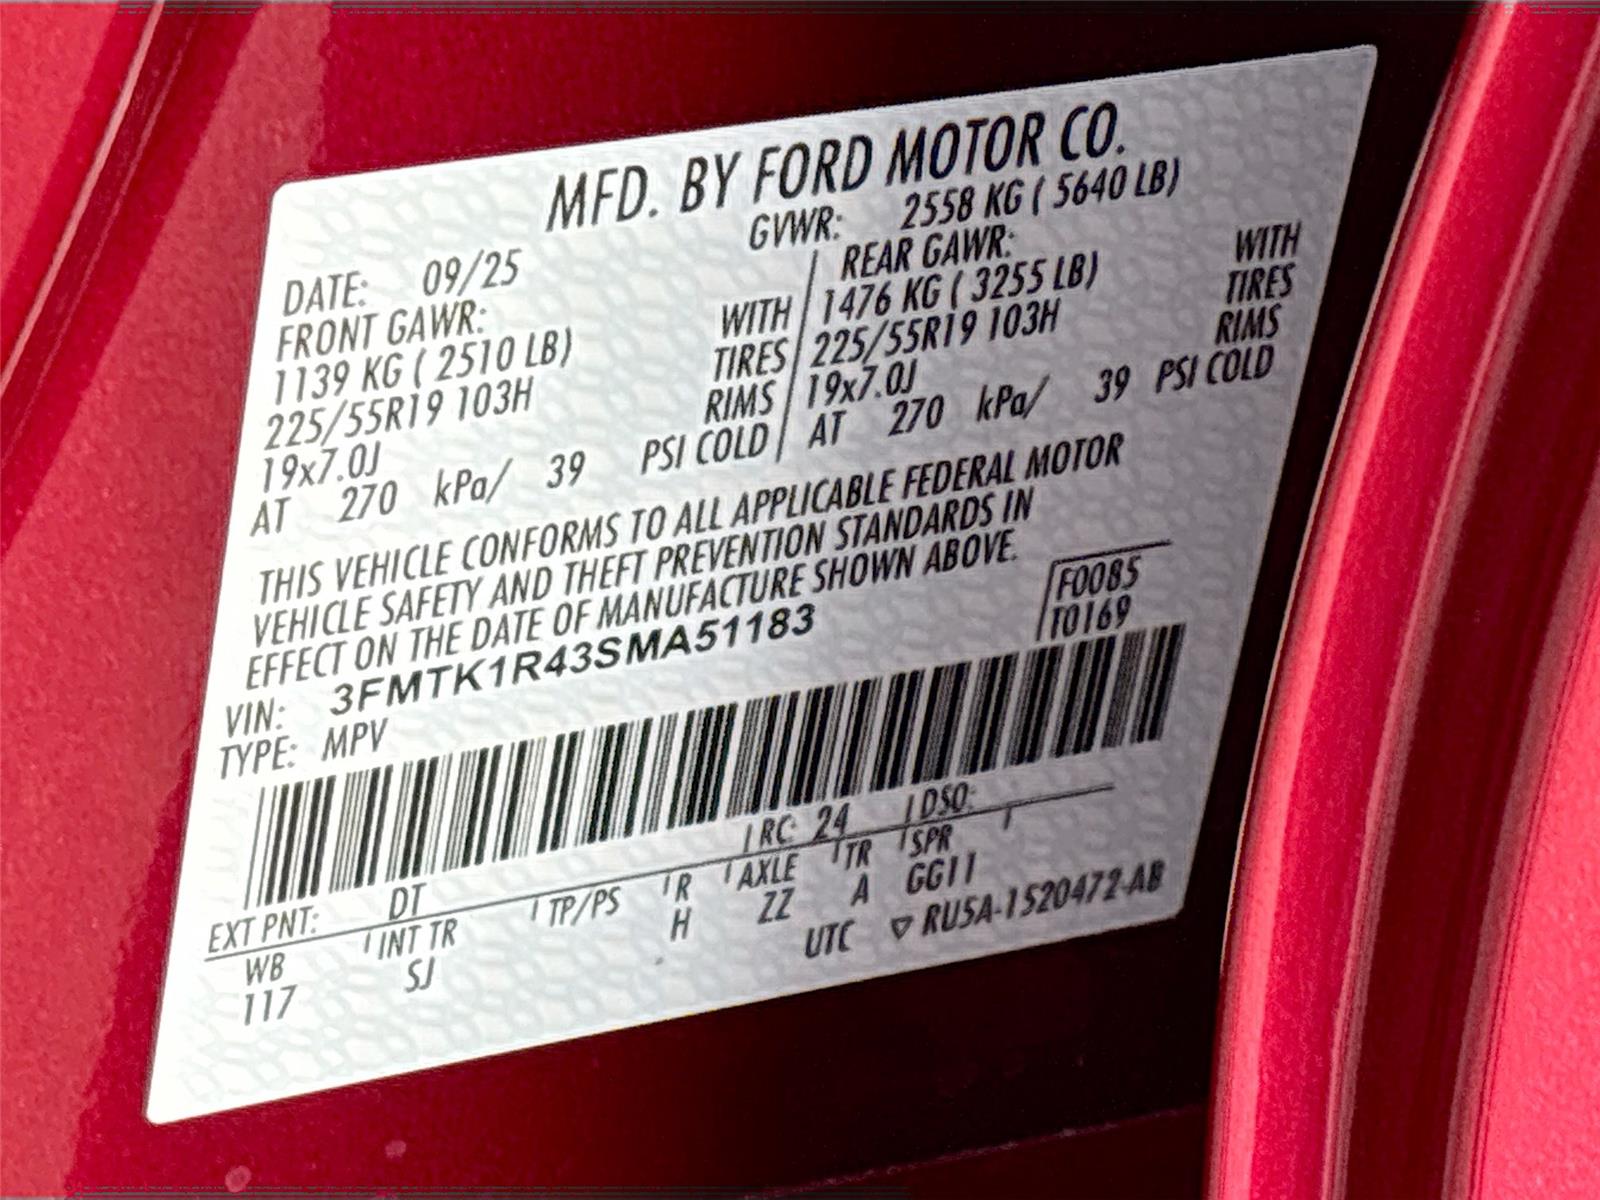 MFD. BY FORD MOTOR CO.
DATE: 09/25 GVWR: 2558 KG ( 5640 LB)
FRONT GAWR: WITH REAR GAWR: WITH
1139 KG ( 2510 LB) TIRES 1476 KG ( 3255 LB) TIRES
225/55R19 103H RIMS 225/55R19 103H RIMS
19x7.0J 19x7.0J
AT 270 kPa/ 39 PSI COLD AT 270 kPa/ 39 PSI COLD
THIS VEHICLE CONFORMS TO ALL APPLICABLE FEDERAL MOTOR
VEHICLE SAFETY AND THEFT PREVENTION STANDARDS IN
EFFECT ON THE DATE OF MANUFACTURE SHOWN ABOVE.
VIN: 3FMTK1R43SMA51183 F0085
TYPE: MPV T0169
EXT PNT: DT RC: 24 DSO:
WB INT TR TP/PS R AXLE TR SPR
117 SJ H ZZ A GG11
UTC ▽ RU5A-1520472-AB